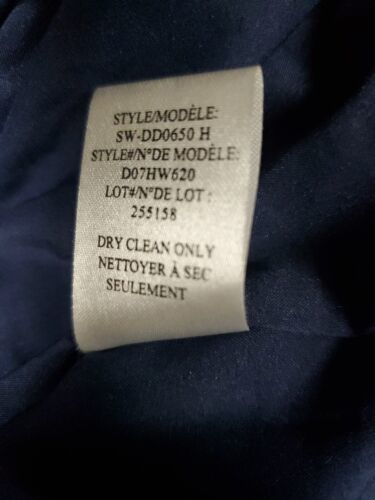 STYLE/MODÈLE:
SW-DD0650 H
STYLE#/N°DE MODÈLE:
D07HW620
LOT#/N°DE LOT :
255158
DRY CLEAN ONLY
NETTOYER À SEC
SEULEMENT